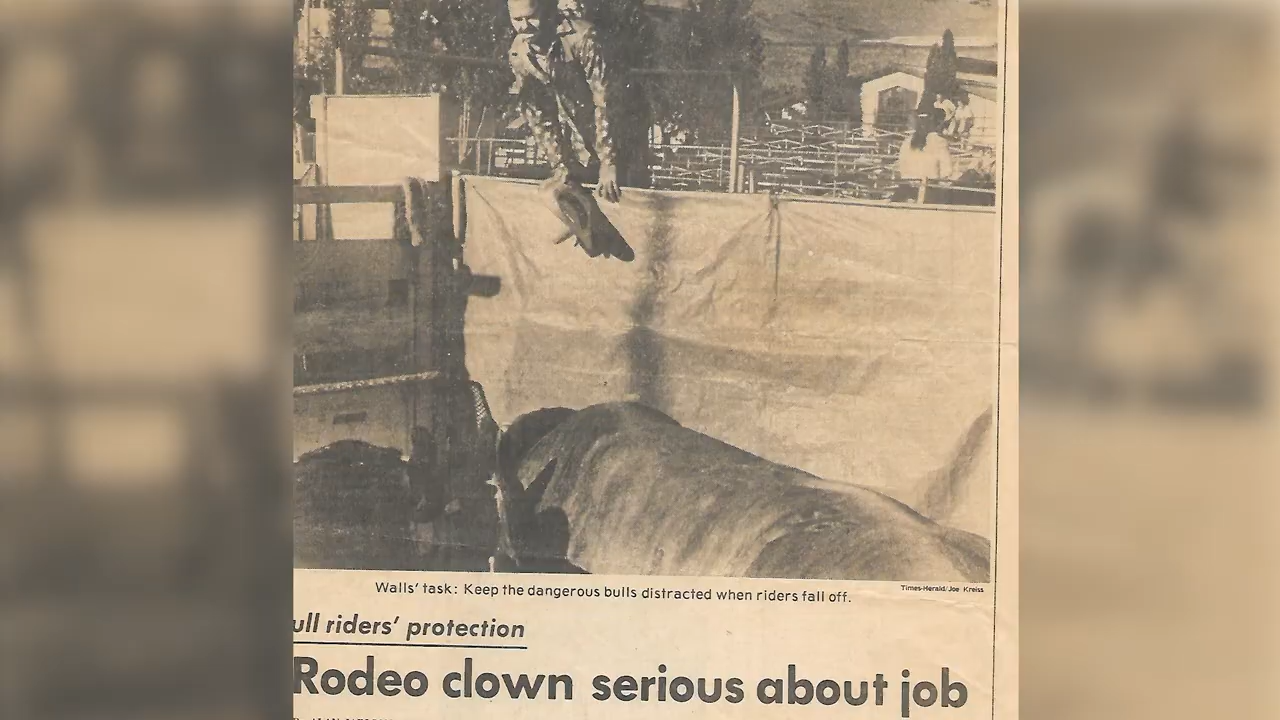 Walls' task: Keep the dangerous bulls distracted when riders fall off.
Times-Herald/Joe Kreiss
ull riders' protection
Rodeo clown serious about job